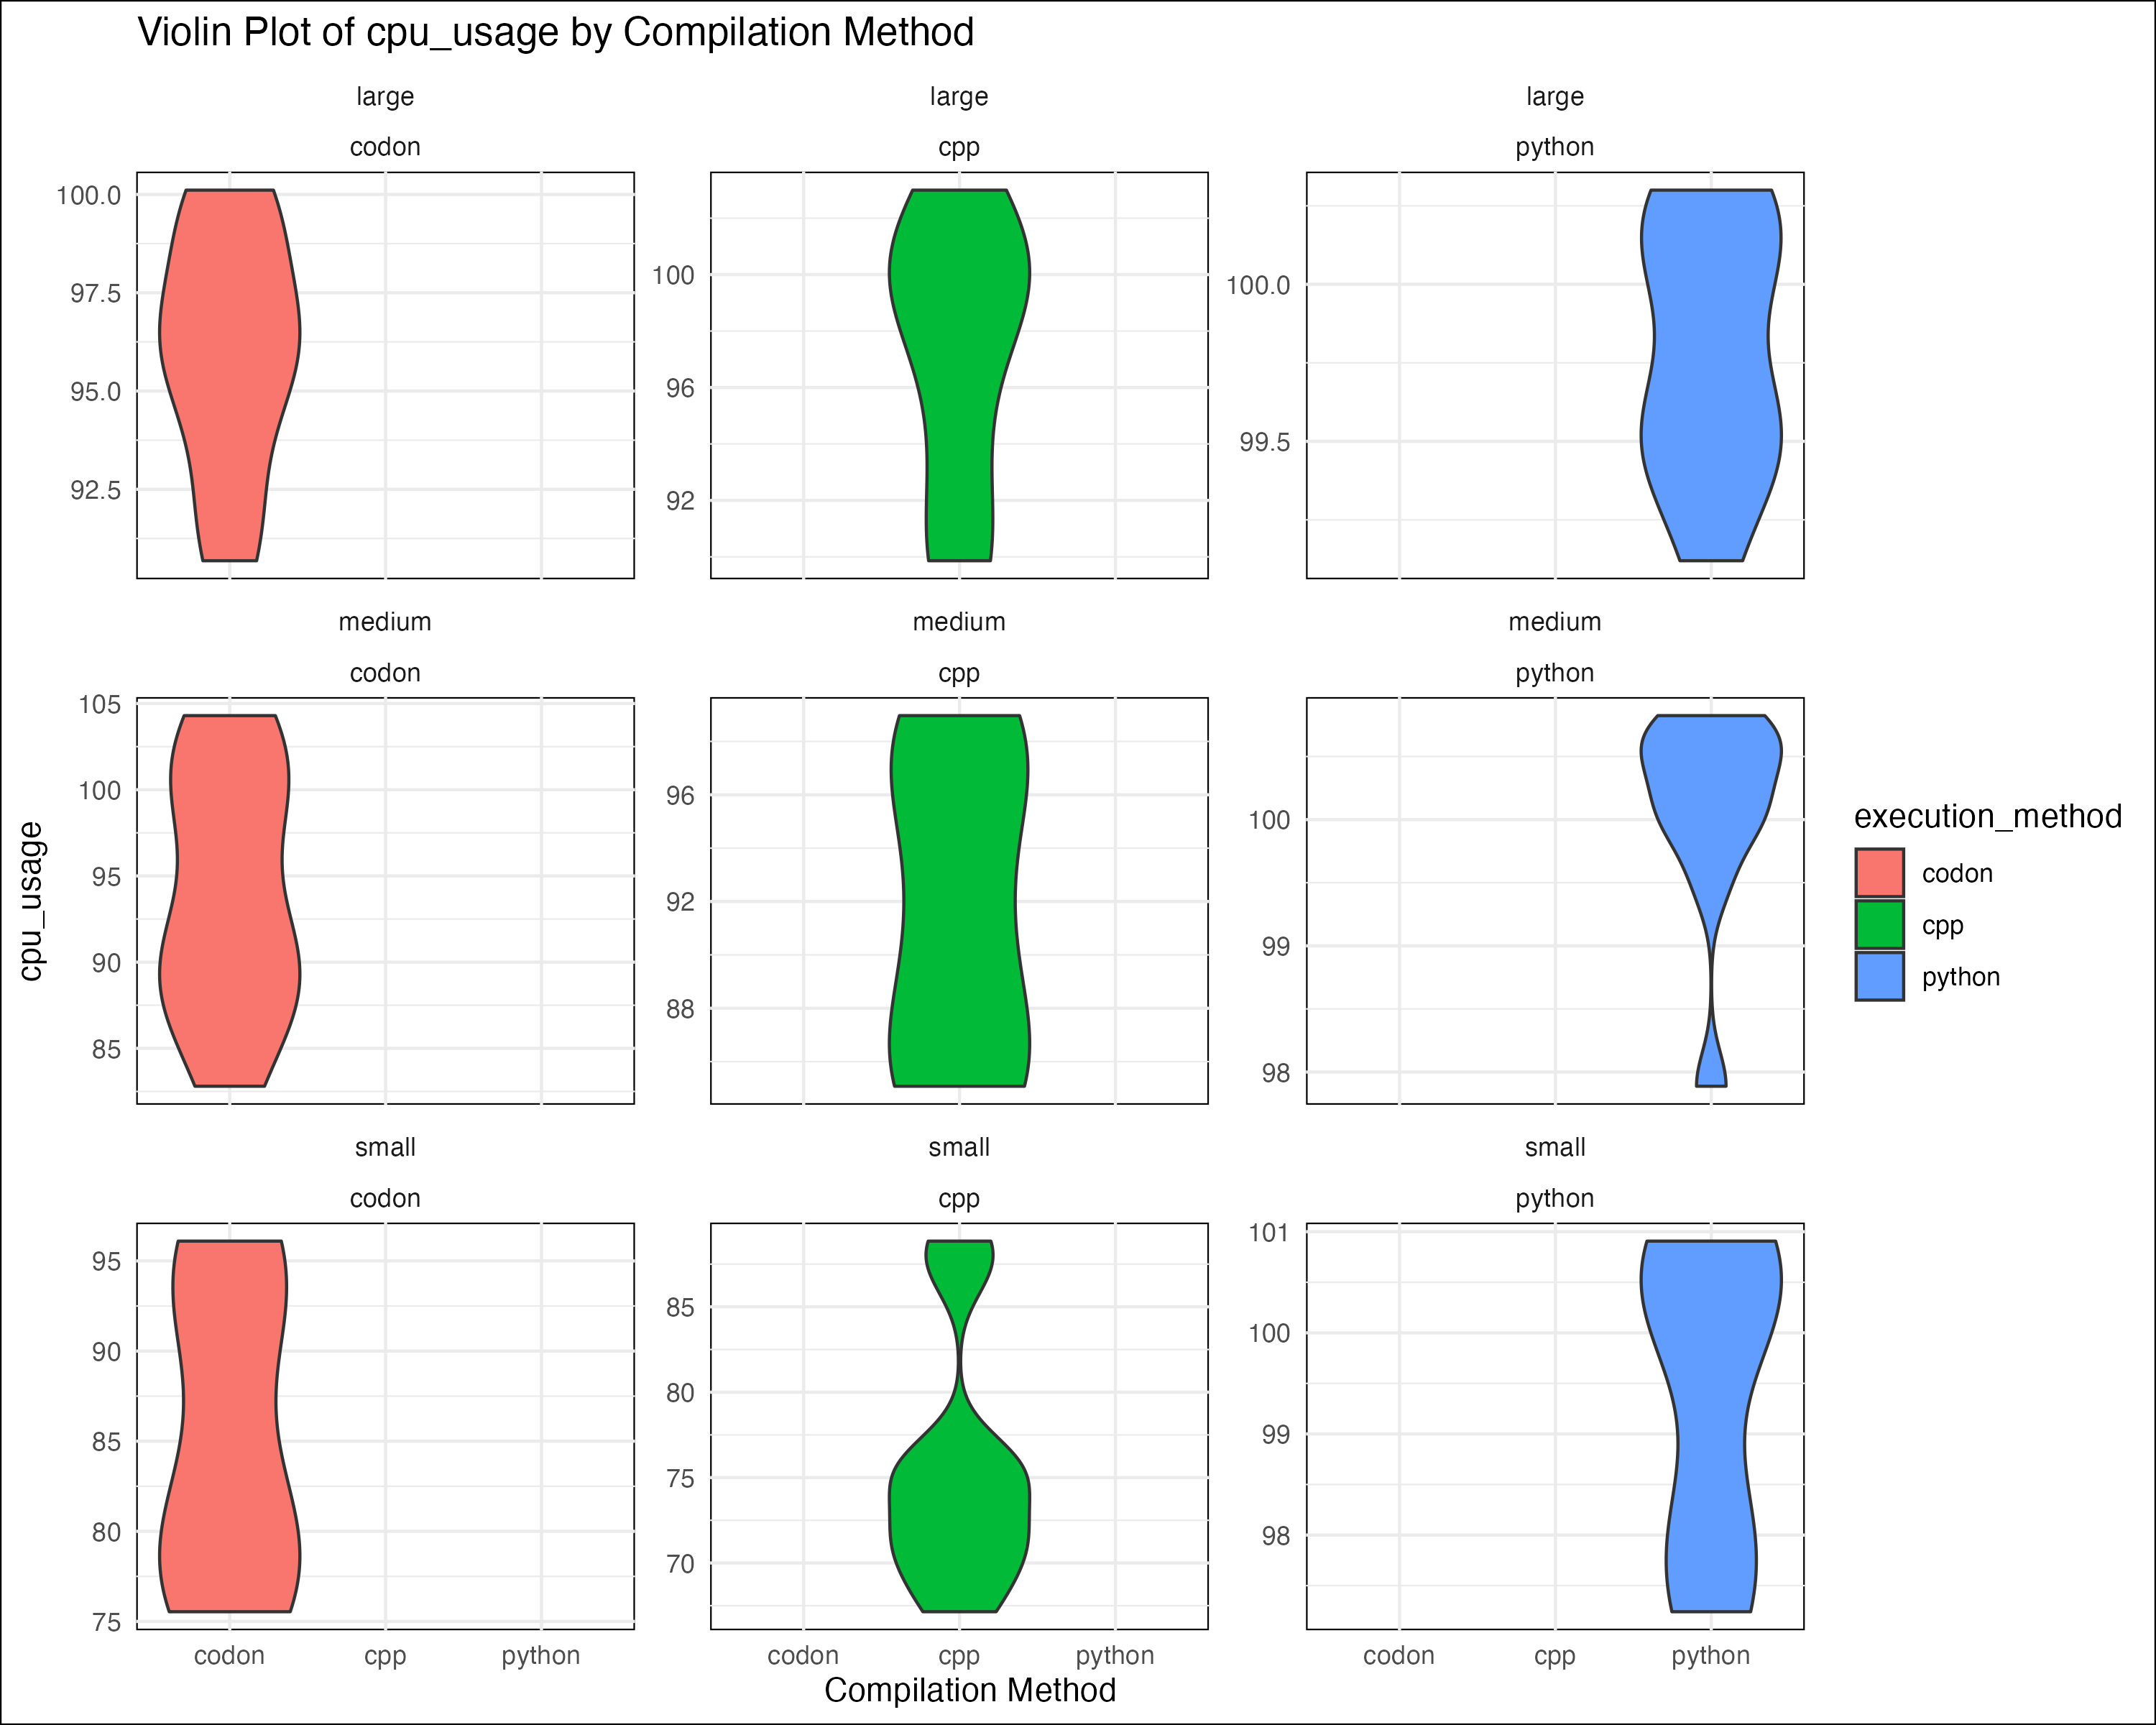 Violin Plot of cpu_usage by Compilation Method
large
codon
large
cpp
large
python
100.0
97.5
95.0
92.5
100
96
92
100.0
99.5
medium
codon
medium
cpp
medium
python
105
100
95
90
85
96
92
88
100
99
98
small
codon
small
cpp
small
python
95
90
85
80
75
85
80
75
70
101
100
99
98
codon cpp python
codon cpp python
codon cpp python
Compilation Method
cpu_usage
execution_method
codon
cpp
python